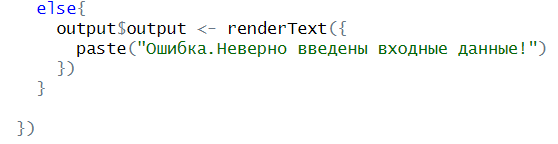 else{
output$output <- renderText({
paste("Ошибка.Неверно введены входные данные!")
})
}
})